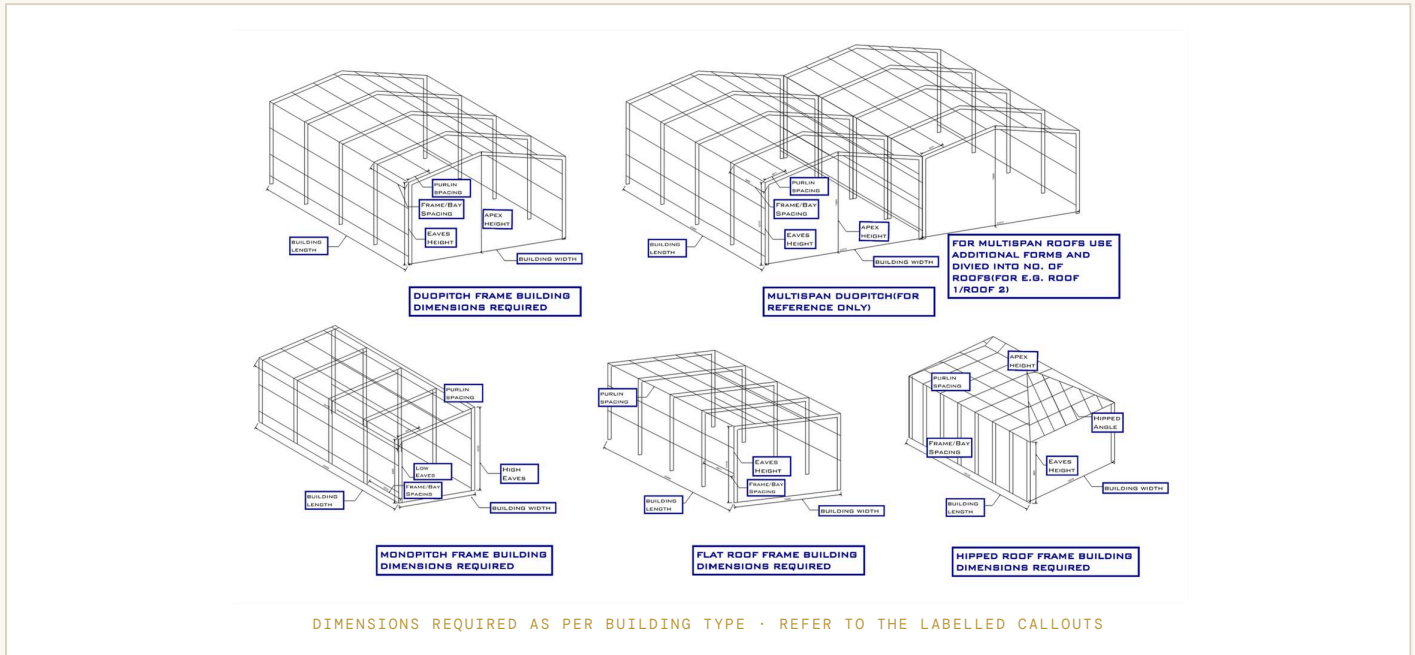 PURLIN
SPACING
FRAME/BAY
SPACING
EAVES
HEIGHT
APEX
HEIGHT
BUILDING
LENGTH
BUILDING WIDTH
DUOPITCH FRAME BUILDING
DIMENSIONS REQUIRED
PURLIN
SPACING
FRAME/BAY
SPACING
EAVES
HEIGHT
APEX
HEIGHT
BUILDING
LENGTH
BUILDING WIDTH
FOR MULTISPAN ROOFS USE
ADDITIONAL FORMS AND
DIVIED INTO NO. OF
ROOFS(FOR E.G. ROOF
1/ROOF 2)
MULTISPAN DUOPITCH(FOR
REFERENCE ONLY)
PURLIN
SPACING
LOW
EAVES
HIGH
EAVES
FRAME/BAY
SPACING
BUILDING
LENGTH
BUILDING WIDTH
MONOPITCH FRAME BUILDING
DIMENSIONS REQUIRED
PURLIN
SPACING
EAVES
HEIGHT
FRAME/BAY
SPACING
BUILDING
LENGTH
BUILDING WIDTH
FLAT ROOF FRAME BUILDING
DIMENSIONS REQUIRED
APEX
HEIGHT
PURLIN
SPACING
HIPPED
ANGLE
FRAME/BAY
SPACING
EAVES
HEIGHT
BUILDING
LENGTH
BUILDING WIDTH
HIPPED ROOF FRAME BUILDING
DIMENSIONS REQUIRED
DIMENSIONS REQUIRED AS PER BUILDING TYPE · REFER TO THE LABELLED CALLOUTS